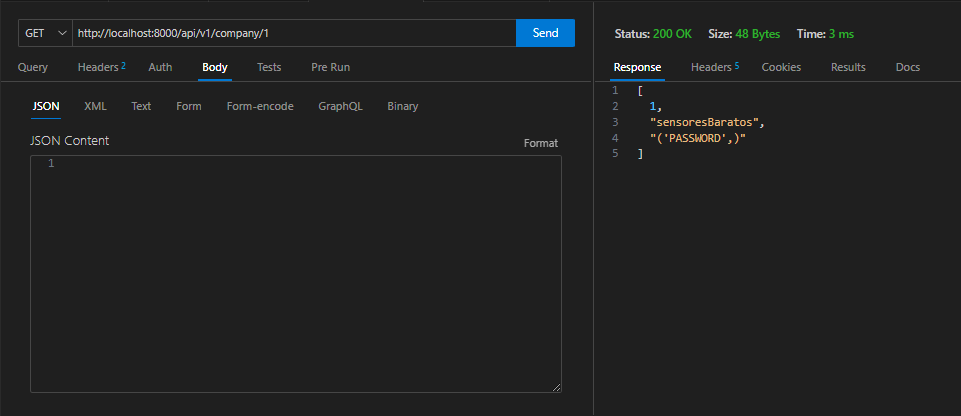 GET http://localhost:8000/api/v1/company/1 Send
Query Headers 2 Auth Body Tests Pre Run
JSON XML Text Form Form-encode GraphQL Binary
JSON Content Format
1
Status: 200 OK Size: 48 Bytes Time: 3 ms
Response Headers 5 Cookies Results Docs
1 [
2 1,
3 "sensoresBaratos",
4 "('PASSWORD',)"
5 ]